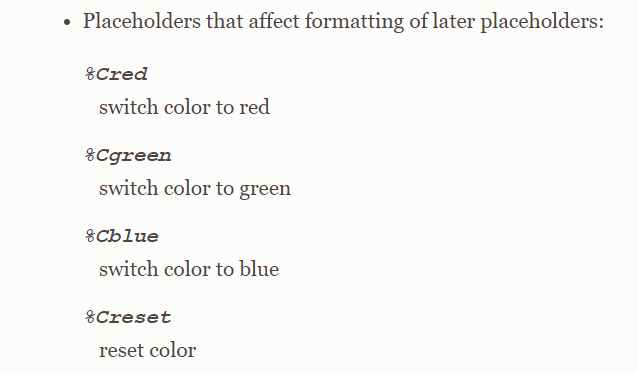 • Placeholders that affect formatting of later placeholders:
%Cred
switch color to red
%Cgreen
switch color to green
%Cblue
switch color to blue
%Creset
reset color